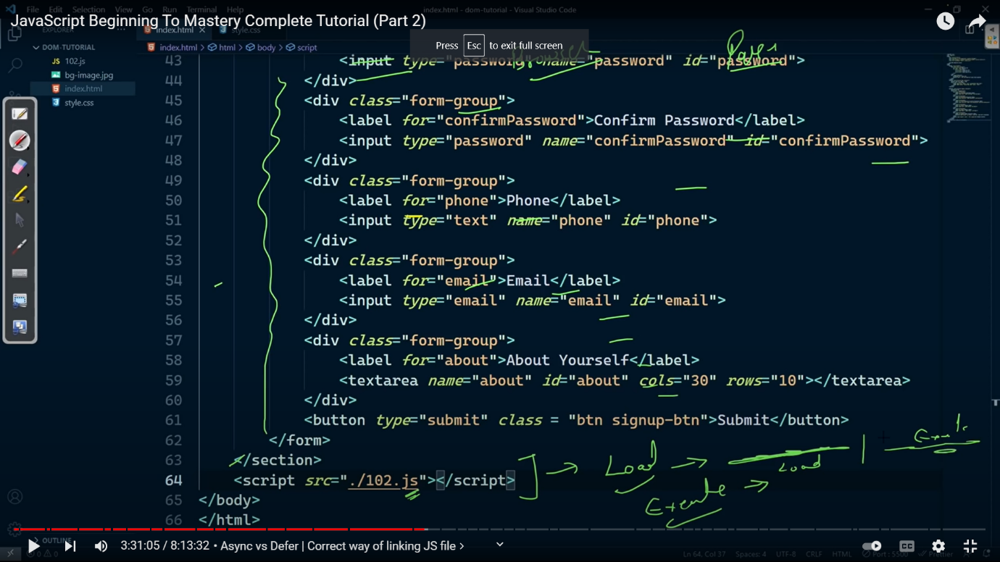 File Edit Selection View Go Run Terminal Help
index.html - dom-tutorial - Visual Studio Code
JavaScript Beginning To Mastery Complete Tutorial (Part 2)
EXPLORER
index.html
style.css
Press Esc to exit full screen
DOM-TUTORIAL
102.js
bg-image.jpg
index.html
style.css
index.html > html > body > script
43 <input type="password" name="password" id="password">
44 </div>
45 <div class="form-group">
46 <label for="confirmPassword">Confirm Password</label>
47 <input type="password" name="confirmPassword" id="confirmPassword">
48 </div>
49 <div class="form-group">
50 <label for="phone">Phone</label>
51 <input type="text" name="phone" id="phone">
52 </div>
53 <div class="form-group">
54 <label for="email">Email</label>
55 <input type="email" name="email" id="email">
56 </div>
57 <div class="form-group">
58 <label for="about">About Yourself</label>
59 <textarea name="about" id="about" cols="30" rows="10"></textarea>
60 </div>
61 <button type="submit" class = "btn signup-btn">Submit</button>
62 </form>
63 </section>
64 <script src="./102.js"></script>
65 </body>
66 </html>
Load
Load
Execute
OUTLINE
3:31:05 / 8:13:32 • Async vs Defer | Correct way of linking JS file >
CC
0 0
Ln 64, Col 37 Spaces: 4 UTF-8 CRLF HTML Port : 5500 Prettier